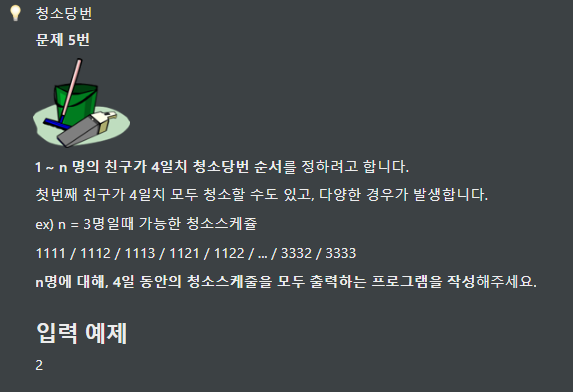 청소당번
문제 5번
1 ~ n 명의 친구가 4일치 청소당번 순서를 정하려고 합니다.
첫번째 친구가 4일치 모두 청소할 수도 있고, 다양한 경우가 발생합니다.
ex) n = 3명일때 가능한 청소스케쥴
1111 / 1112 / 1113 / 1121 / 1122 / ... / 3332 / 3333
n명에 대해, 4일 동안의 청소스케줄을 모두 출력하는 프로그램을 작성해주세요.
입력 예제
2